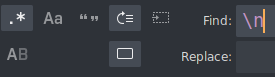 .* Aa “” Find: \n
AB Replace: